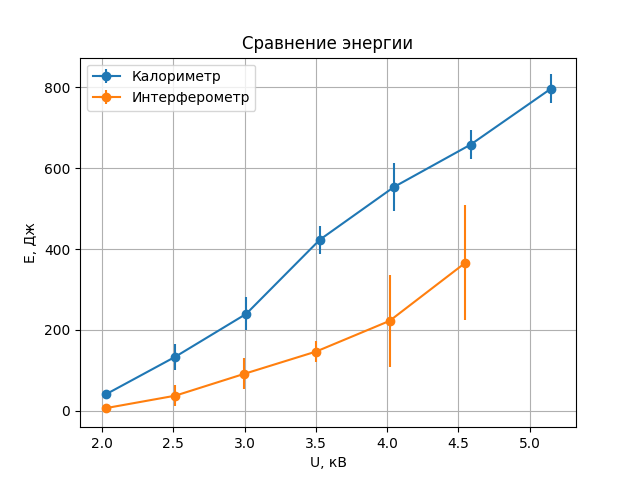 Сравнение энергии
Калориметр
Интерферометр
E, Дж
800
600
400
200
0
2.0 2.5 3.0 3.5 4.0 4.5 5.0
U, кВ